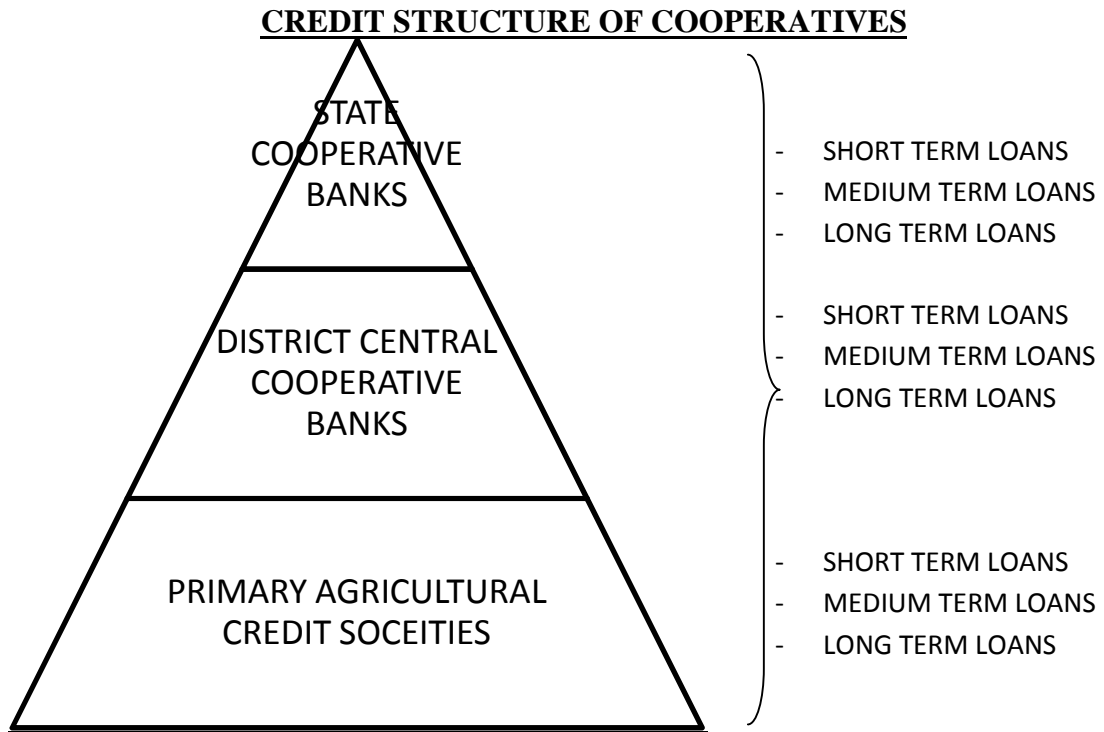 CREDIT STRUCTURE OF COOPERATIVES
STATE
COOPERATIVE
BANKS
- SHORT TERM LOANS
- MEDIUM TERM LOANS
- LONG TERM LOANS
DISTRICT CENTRAL
COOPERATIVE
BANKS
- SHORT TERM LOANS
- MEDIUM TERM LOANS
- LONG TERM LOANS
PRIMARY AGRICULTURAL
CREDIT SOCEITIES
- SHORT TERM LOANS
- MEDIUM TERM LOANS
- LONG TERM LOANS